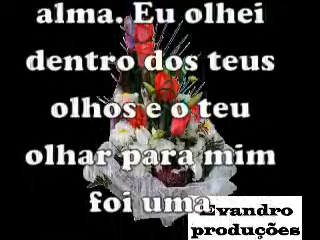 alma. Eu olhei
dentro dos teus
olhos e o teu
olhar para mim
foi uma
Evandro
produções